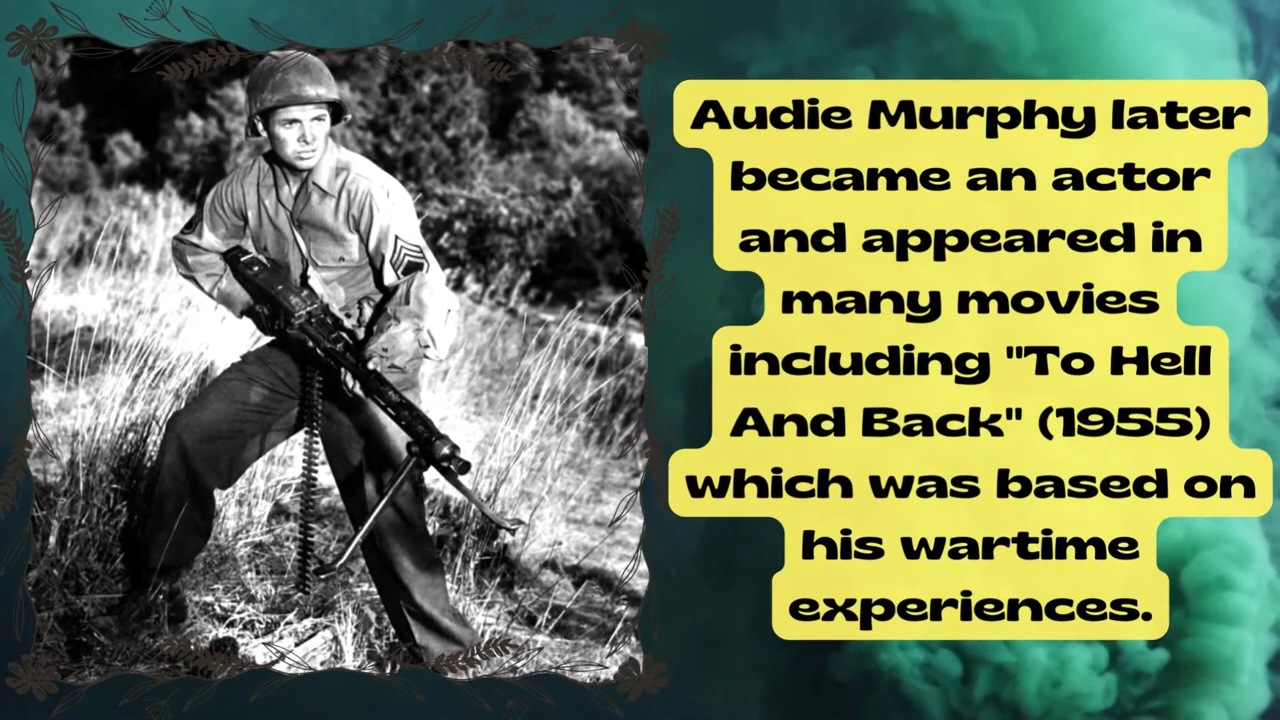 Audie Murphy later
became an actor
and appeared in
many movies
including "To Hell
And Back" (1955)
which was based on
his wartime
experiences.